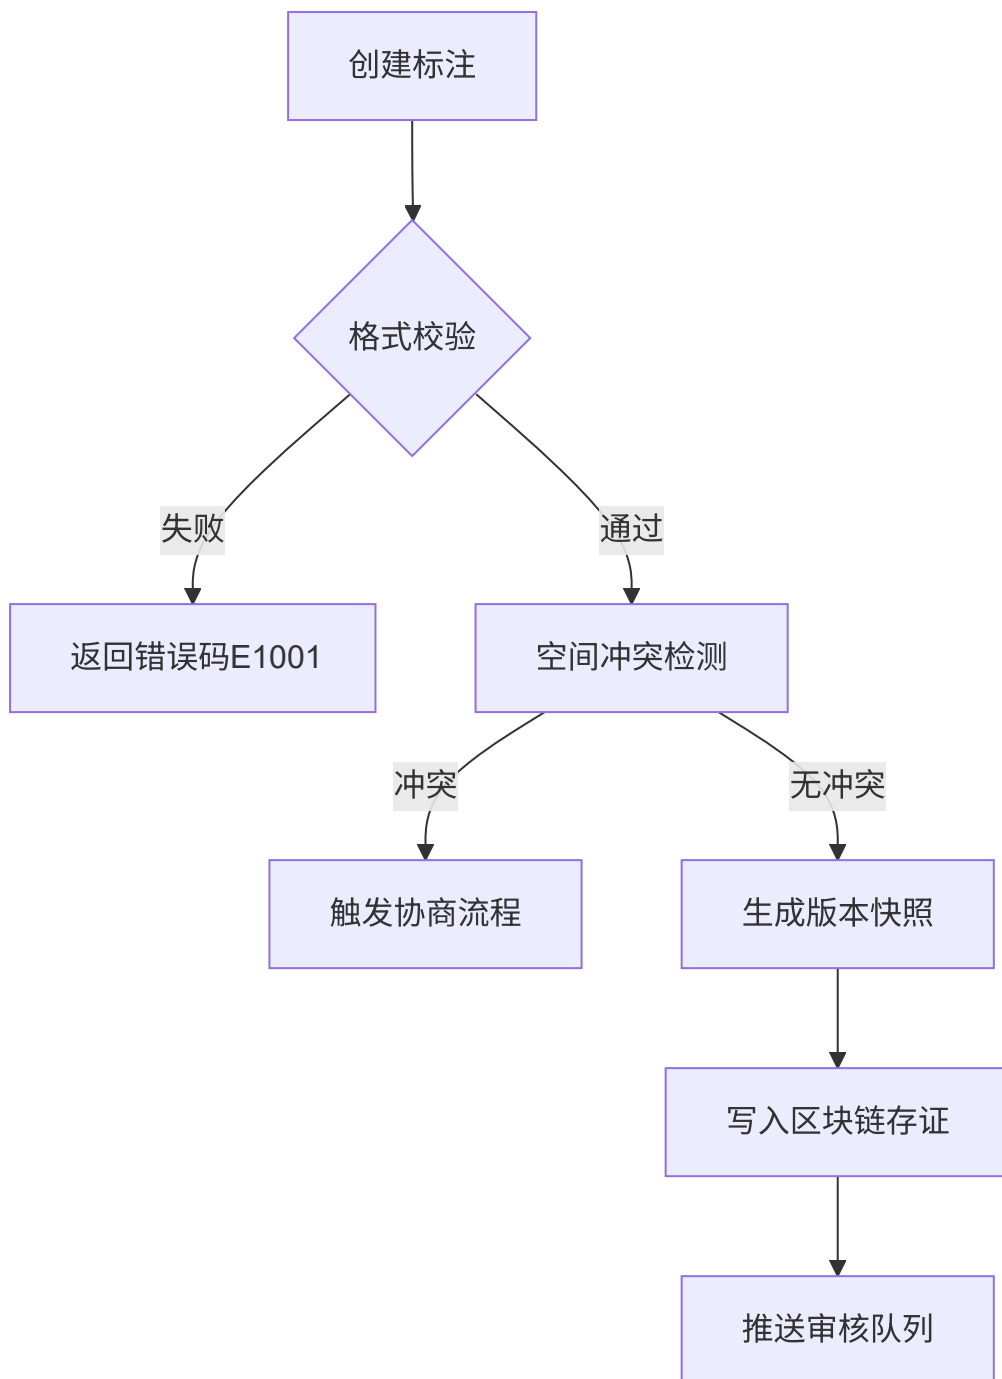 创建标注
格式校验
失败
通过
返回错误码E1001
空间冲突检测
冲突
无冲突
触发协商流程
生成版本快照
写入区块链存证
推送审核队列